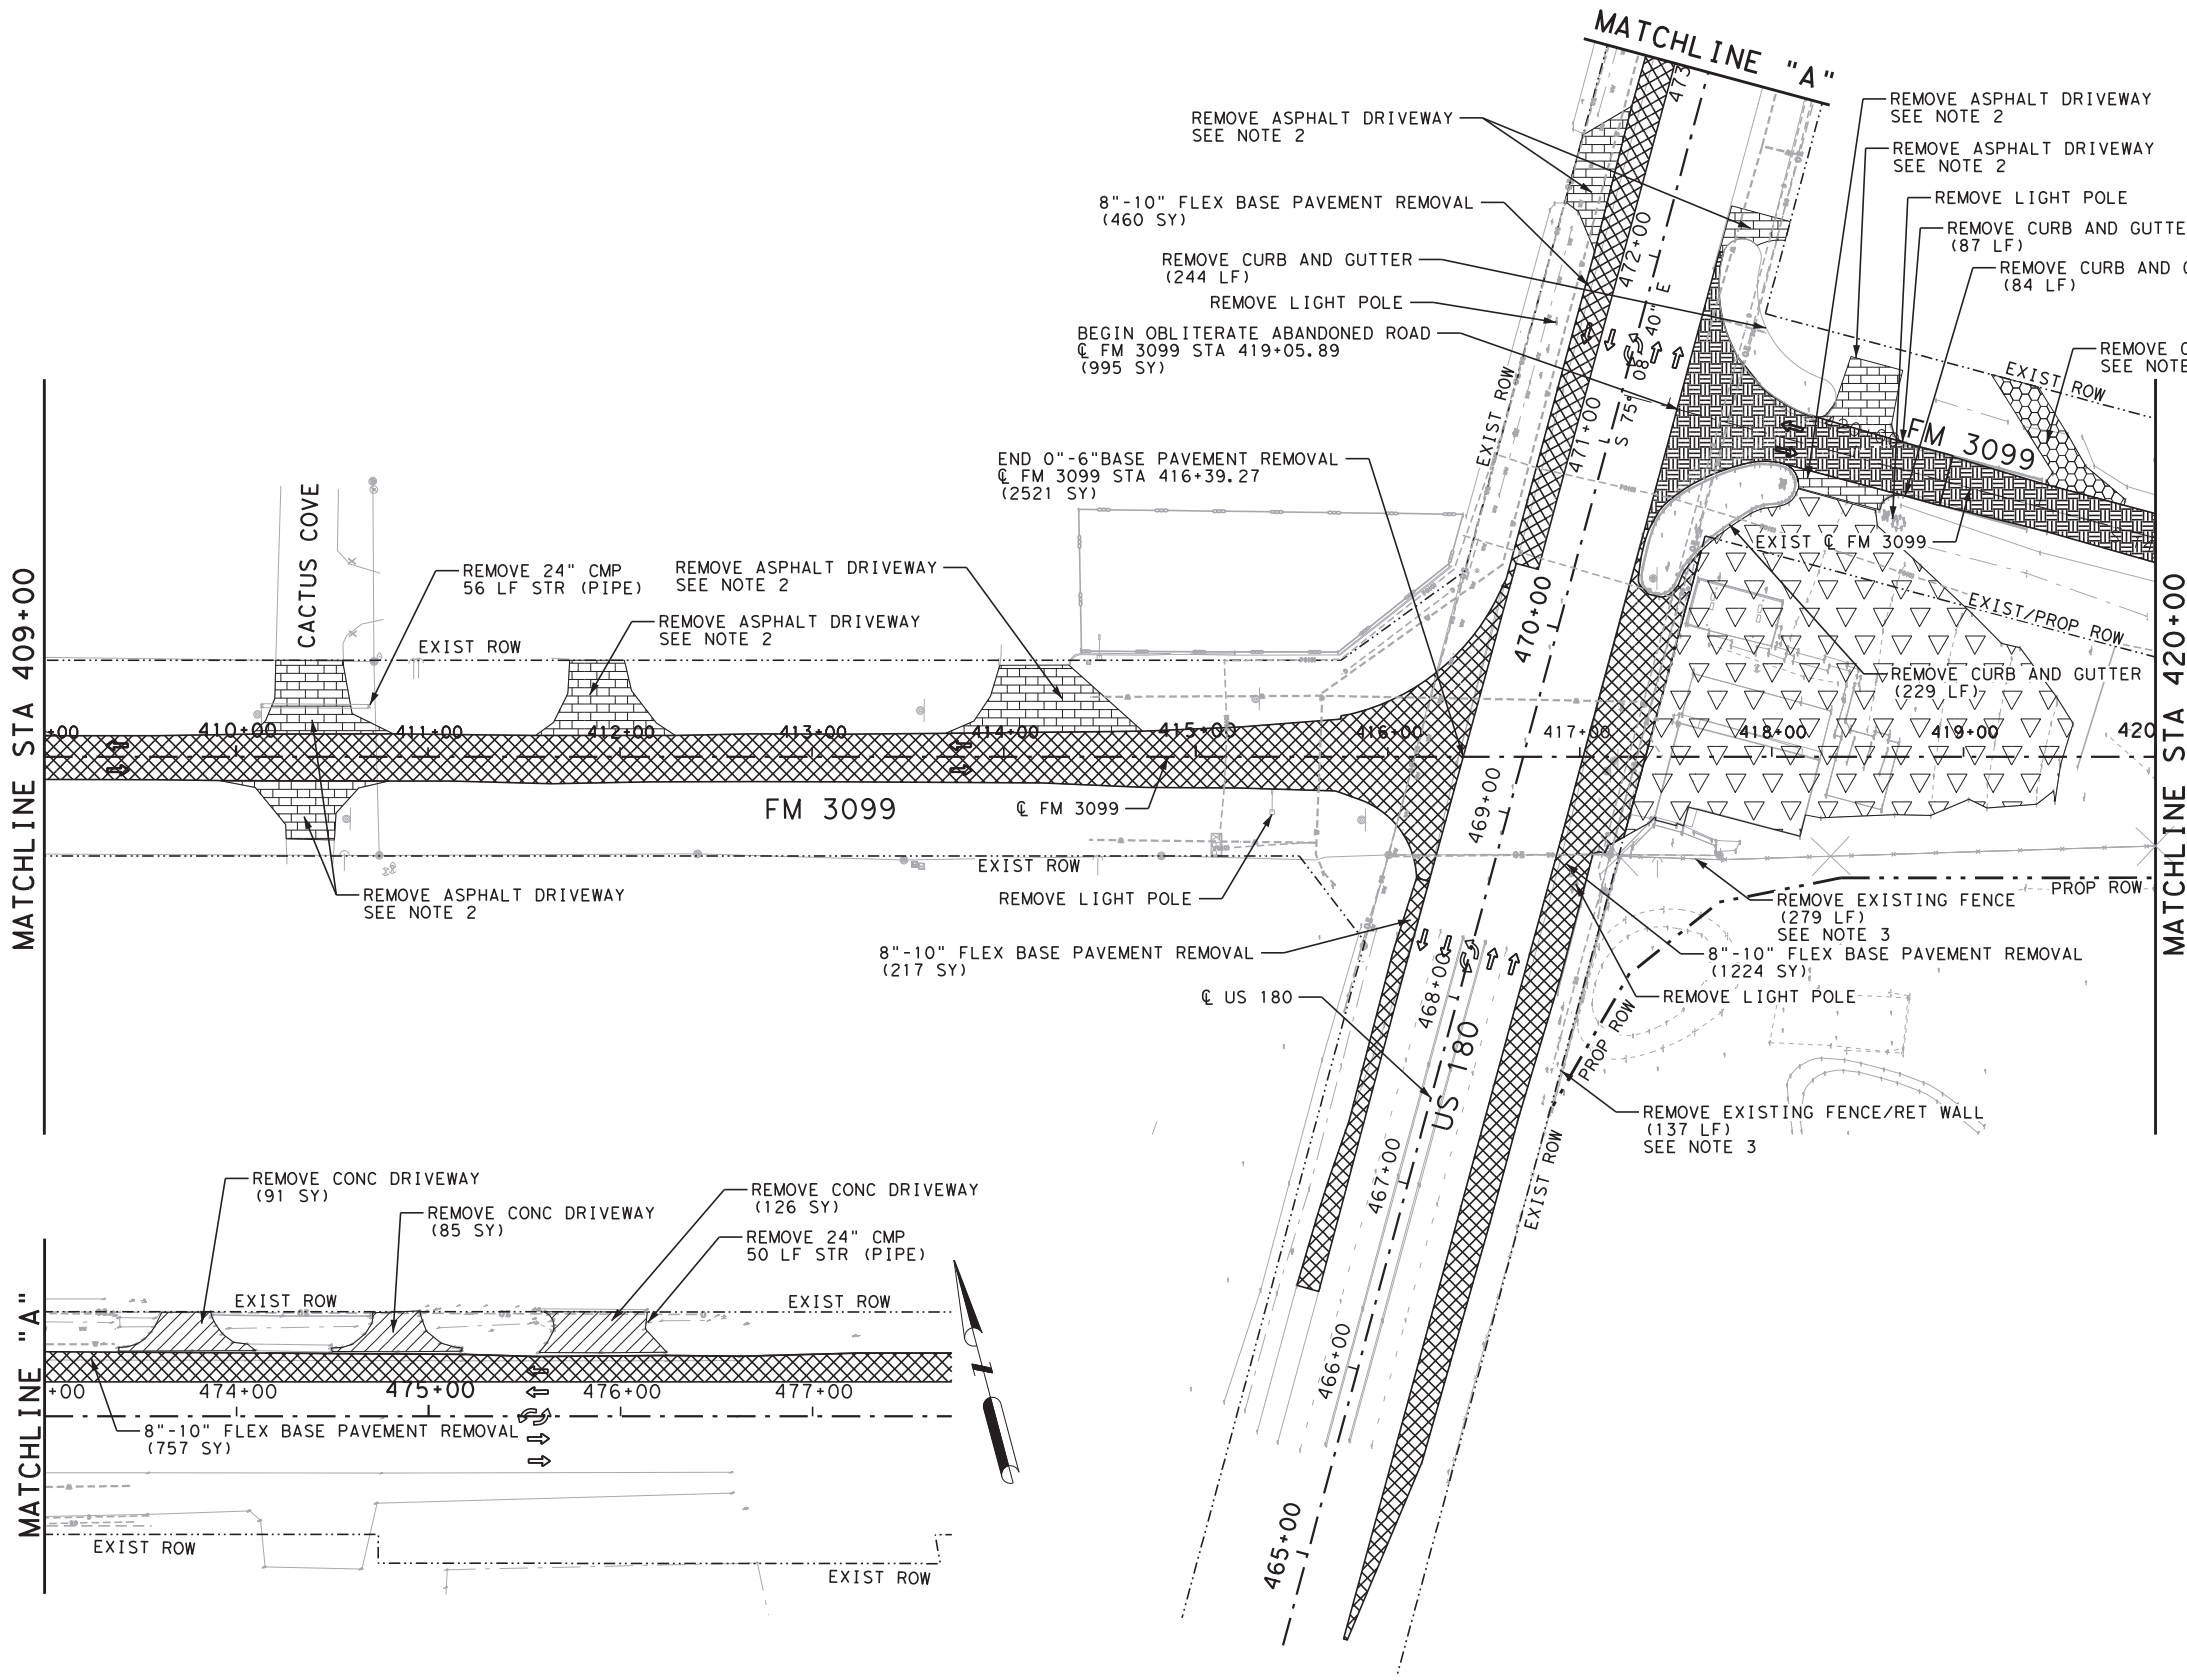 MATCHLINE "A"
REMOVE ASPHALT DRIVEWAY
SEE NOTE 2
8"-10" FLEX BASE PAVEMENT REMOVAL
(460 SY)
REMOVE CURB AND GUTTER
(244 LF)
REMOVE LIGHT POLE
BEGIN OBLITERATE ABANDONED ROAD
℄ FM 3099 STA 419+05.89
(995 SY)
END 0"-6"BASE PAVEMENT REMOVAL
℄ FM 3099 STA 416+39.27
(2521 SY)
REMOVE ASPHALT DRIVEWAY
SEE NOTE 2
REMOVE ASPHALT DRIVEWAY
SEE NOTE 2
REMOVE LIGHT POLE
REMOVE CURB AND GUTTE
(87 LF)
REMOVE CURB AND
(84 LF)
REMOVE
SEE NOTE
EXIST ROW
FM 3099
EXIST ℄ FM 3099
EXIST/PROP ROW
REMOVE CURB AND GUTTER
(229 LF)
473
472+00
S 75° 08' 40" E
471+00
470+00
469+00
468+00
467+00
466+00
465+00
EXIST ROW
MATCHLINE STA 409+00
CACTUS COVE
REMOVE 24" CMP
56 LF STR (PIPE)
REMOVE ASPHALT DRIVEWAY
SEE NOTE 2
REMOVE ASPHALT DRIVEWAY
SEE NOTE 2
EXIST ROW
+00
410+00
411+00
412+00
413+00
414+00
415+00
416+00
417+00
418+00
419+00
420
FM 3099
℄ FM 3099
EXIST ROW
REMOVE ASPHALT DRIVEWAY
SEE NOTE 2
REMOVE LIGHT POLE
8"-10" FLEX BASE PAVEMENT REMOVAL
(217 SY)
℄ US 180
US 180
MATCHLINE STA 420+00
PROP ROW
REMOVE EXISTING FENCE
(279 LF)
SEE NOTE 3
8"-10" FLEX BASE PAVEMENT REMOVAL
(1224 SY)
REMOVE LIGHT POLE
PROP ROW
REMOVE EXISTING FENCE/RET WALL
(137 LF)
SEE NOTE 3
EXIST ROW
MATCHLINE "A"
REMOVE CONC DRIVEWAY
(91 SY)
REMOVE CONC DRIVEWAY
(85 SY)
REMOVE CONC DRIVEWAY
(126 SY)
REMOVE 24" CMP
50 LF STR (PIPE)
EXIST ROW
EXIST ROW
+00
474+00
475+00
476+00
477+00
8"-10" FLEX BASE PAVEMENT REMOVAL
(757 SY)
EXIST ROW
EXIST ROW